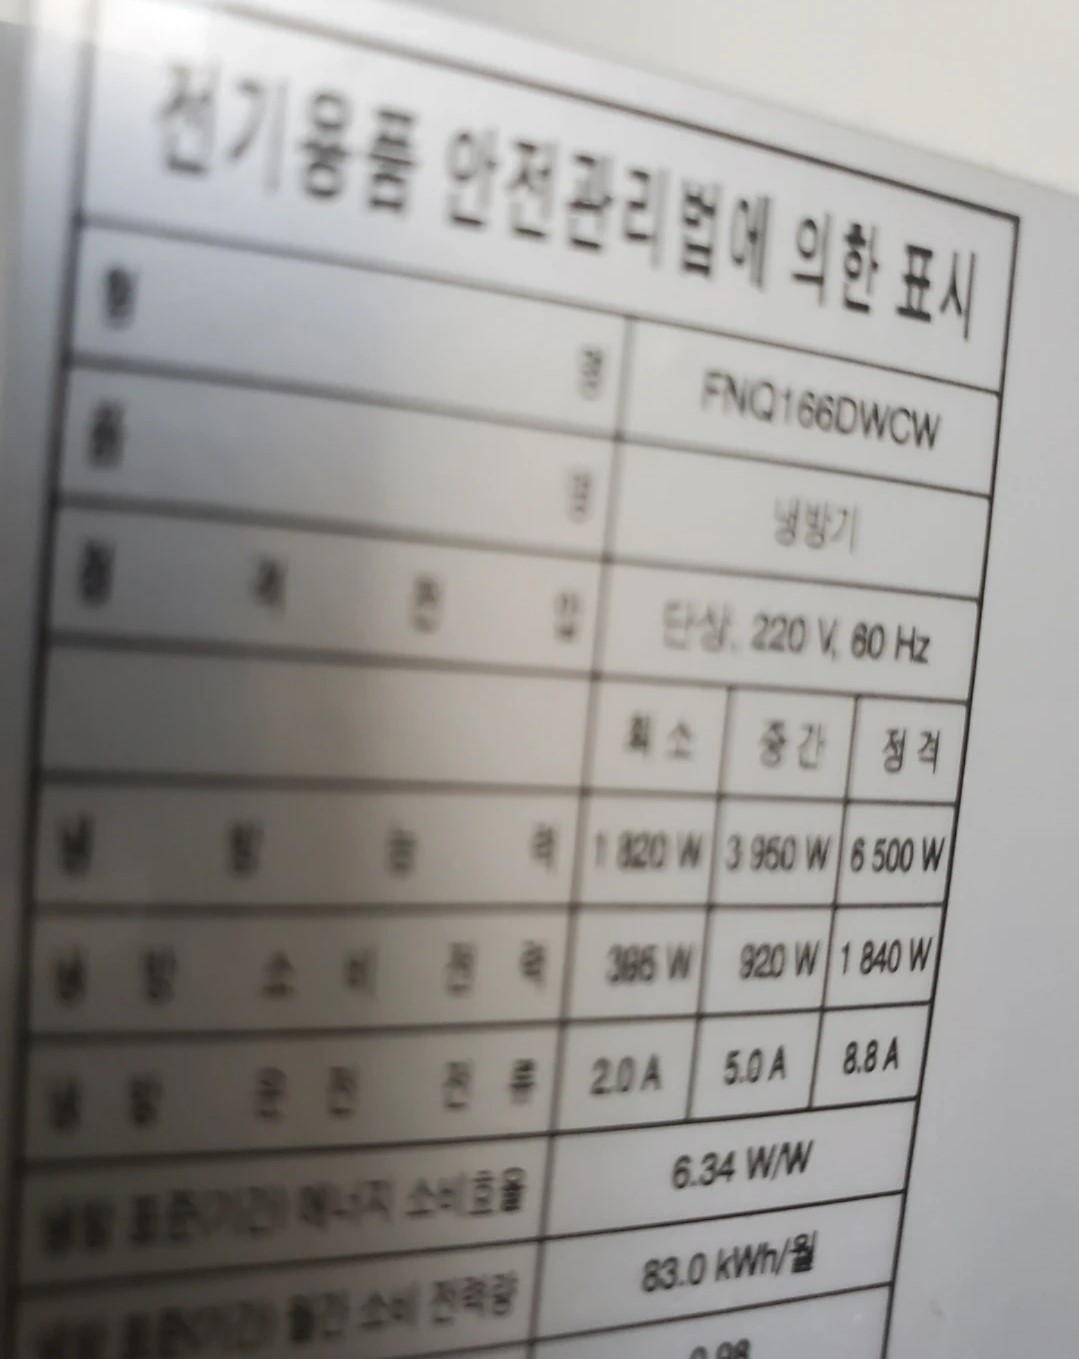 전기용품 안전관리법에 의한 표시
형 명 FNQ166DWCW
품 명 냉방기
정 격 전 압 단상, 220 V, 60 Hz
최 소 중 간 정 격
냉 방 능 력 1 820 W 3 950 W 6 500 W
냉 방 소 비 전 력 395 W 920 W 1 840 W
냉 방 운 전 전 류 2.0 A 5.0 A 8.8 A
냉방 표준(기간) 에너지 소비효율 6.34 W/W
냉방 표준(기간) 월간 소비 전력량 83.0 kWh/월
0.98